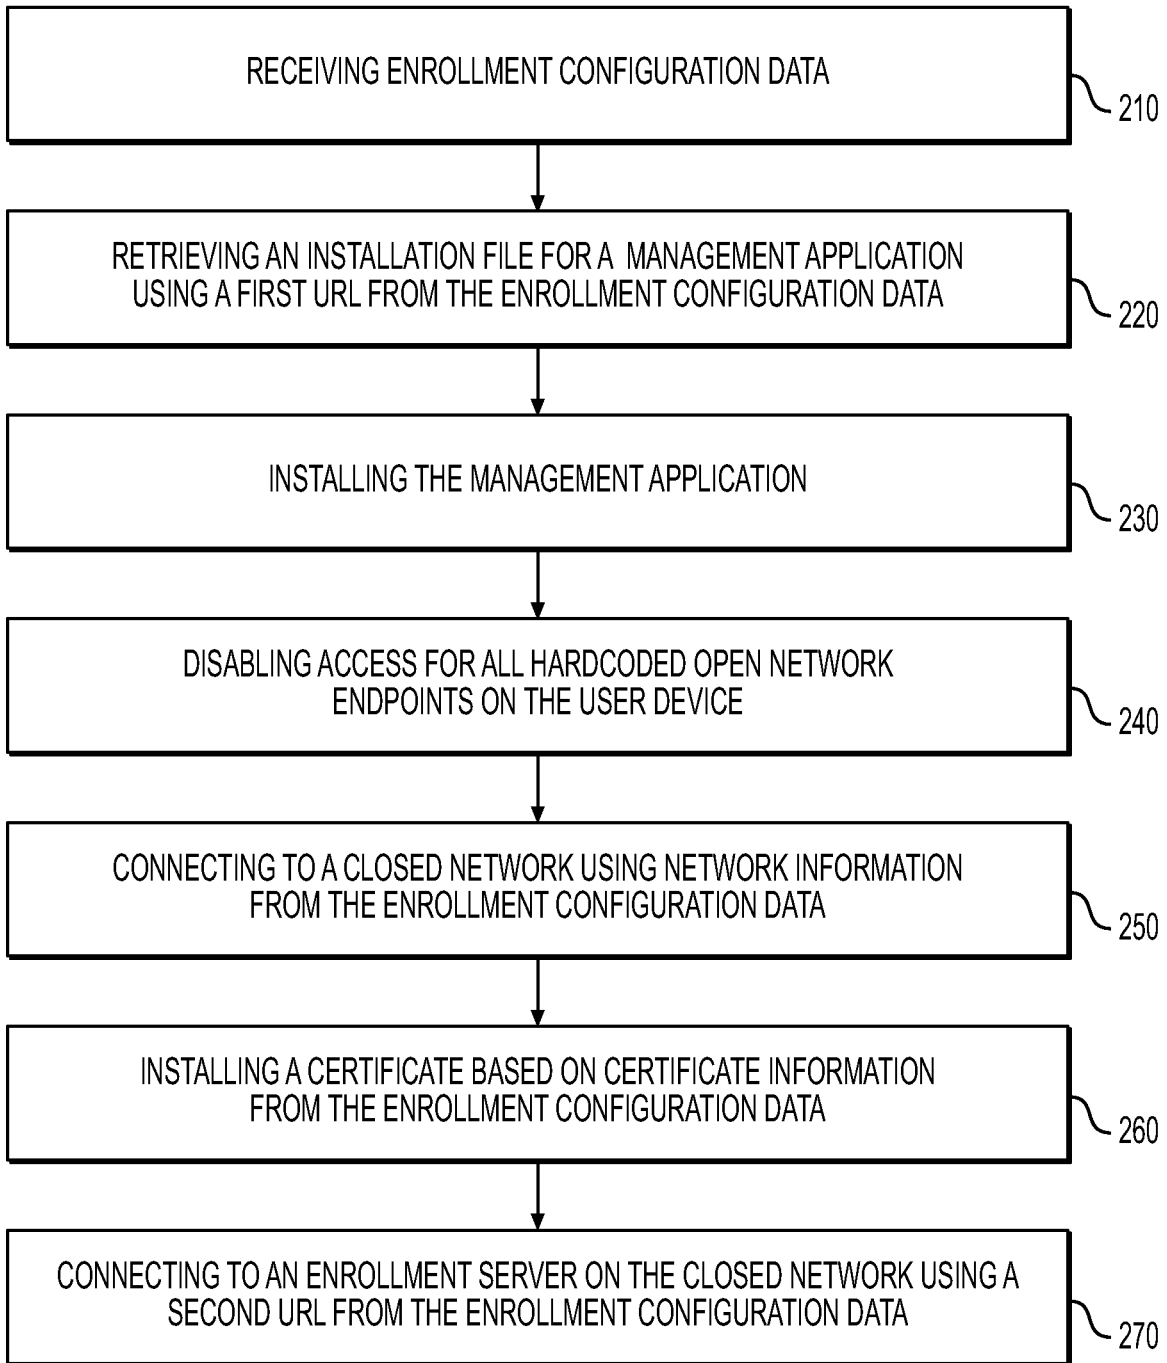 RECEIVING ENROLLMENT CONFIGURATION DATA
210
RETRIEVING AN INSTALLATION FILE FOR A MANAGEMENT APPLICATION
USING A FIRST URL FROM THE ENROLLMENT CONFIGURATION DATA
220
INSTALLING THE MANAGEMENT APPLICATION
230
DISABLING ACCESS FOR ALL HARDCODED OPEN NETWORK
ENDPOINTS ON THE USER DEVICE
240
CONNECTING TO A CLOSED NETWORK USING NETWORK INFORMATION
FROM THE ENROLLMENT CONFIGURATION DATA
250
INSTALLING A CERTIFICATE BASED ON CERTIFICATE INFORMATION
FROM THE ENROLLMENT CONFIGURATION DATA
260
CONNECTING TO AN ENROLLMENT SERVER ON THE CLOSED NETWORK USING A
SECOND URL FROM THE ENROLLMENT CONFIGURATION DATA
270